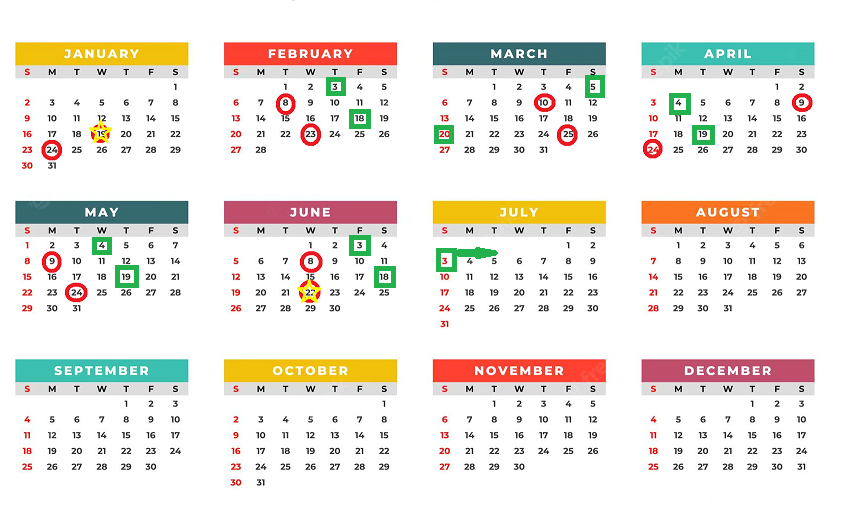 JANUARY
S M T W T F S
1
2 3 4 5 6 7 8
9 10 11 12 13 14 15
16 17 18 19 20 21 22
23 24 25 26 27 28 29
30 31
FEBRUARY
S M T W T F S
1 2 3 4 5
6 7 8 9 10 11 12
13 14 15 16 17 18 19
20 21 22 23 24 25 26
27 28
MARCH
S M T W T F S
1 2 3 4 5
6 7 8 9 10 11 12
13 14 15 16 17 18 19
20 21 22 23 24 25 26
27 28 29 30 31
APRIL
S M T W T F S
1 2
3 4 5 6 7 8 9
10 11 12 13 14 15 16
17 18 19 20 21 22 23
24 25 26 27 28 29 30
MAY
S M T W T F S
1 2 3 4 5 6 7
8 9 10 11 12 13 14
15 16 17 18 19 20 21
22 23 24 25 26 27 28
29 30 31
JUNE
S M T W T F S
1 2 3 4
5 6 7 8 9 10 11
12 13 14 15 16 17 18
19 20 21 22 23 24 25
26 27 28 29 30
JULY
S M T W T F S
1 2
3 4 5 6 7 8 9
10 11 12 13 14 15 16
17 18 19 20 21 22 23
24 25 26 27 28 29 30
31
AUGUST
S M T W T F S
1 2 3 4 5 6
7 8 9 10 11 12 13
14 15 16 17 18 19 20
21 22 23 24 25 26 27
28 29 30 31
SEPTEMBER
S M T W T F S
1 2 3
4 5 6 7 8 9 10
11 12 13 14 15 16 17
18 19 20 21 22 23 24
25 26 27 28 29 30
OCTOBER
S M T W T F S
1
2 3 4 5 6 7 8
9 10 11 12 13 14 15
16 17 18 19 20 21 22
23 24 25 26 27 28 29
30 31
NOVEMBER
S M T W T F S
1 2 3 4 5
6 7 8 9 10 11 12
13 14 15 16 17 18 19
20 21 22 23 24 25 26
27 28 29 30
DECEMBER
S M T W T F S
1 2 3
4 5 6 7 8 9 10
11 12 13 14 15 16 17
18 19 20 21 22 23 24
25 26 27 28 29 30 31